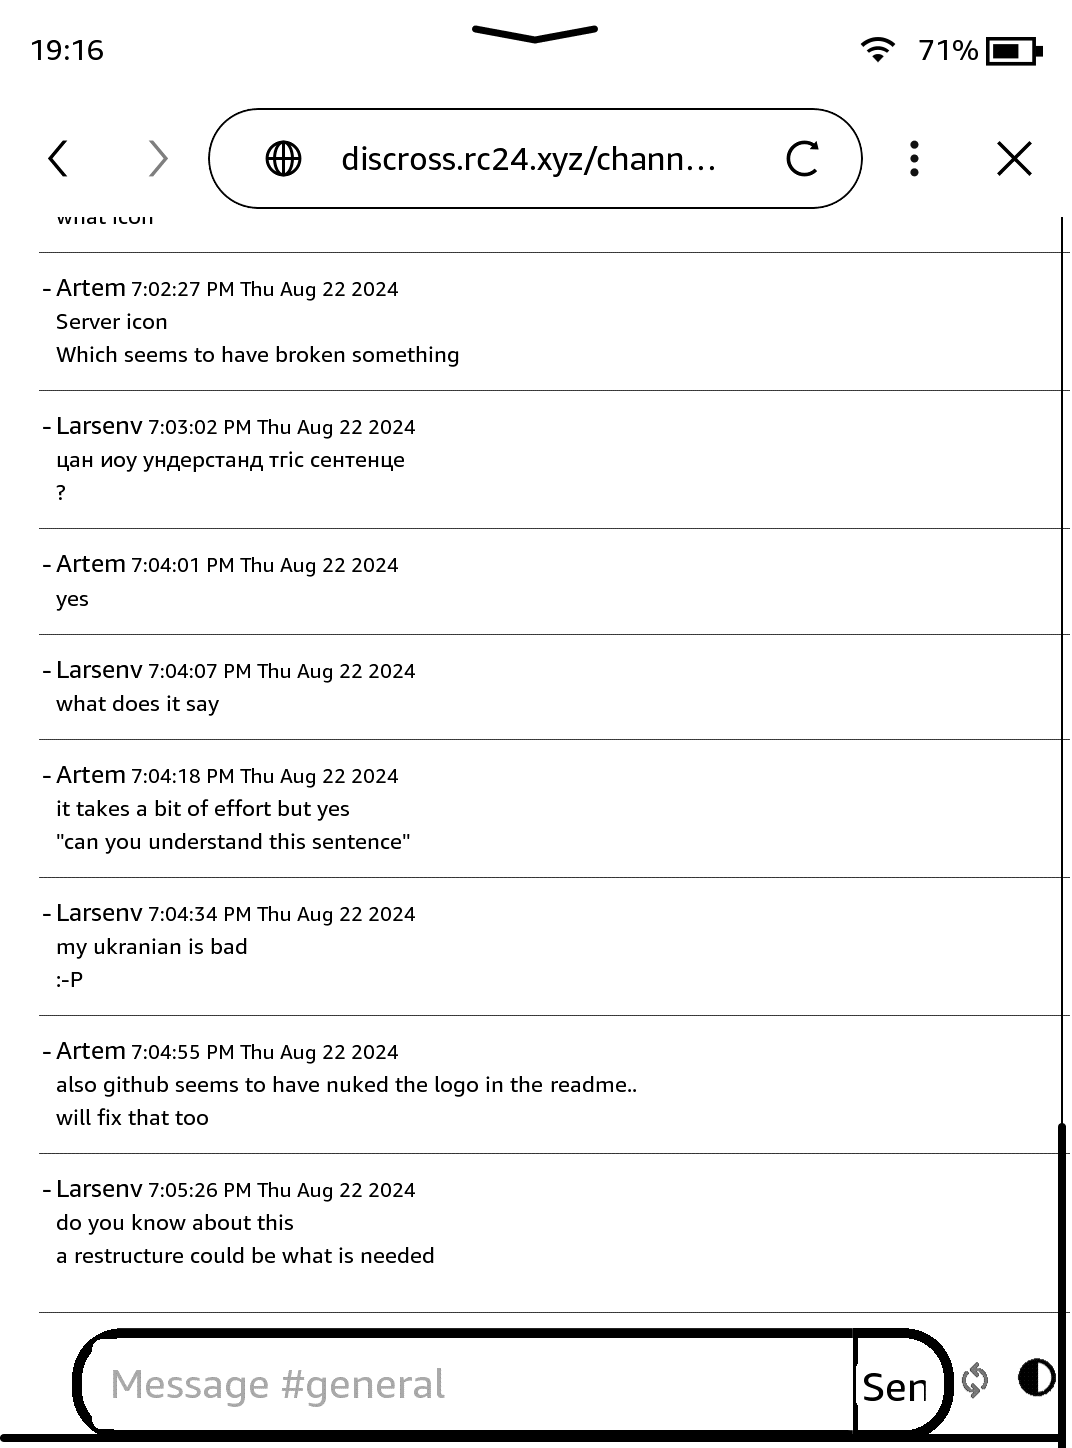 19:16
71%
discross.rc24.xyz/chann...
what icon
- Artem 7:02:27 PM Thu Aug 22 2024
Server icon
Which seems to have broken something
- Larsenv 7:03:02 PM Thu Aug 22 2024
цан иоу ундерстанд тгіс сентенце
?
- Artem 7:04:01 PM Thu Aug 22 2024
yes
- Larsenv 7:04:07 PM Thu Aug 22 2024
what does it say
- Artem 7:04:18 PM Thu Aug 22 2024
it takes a bit of effort but yes
"can you understand this sentence"
- Larsenv 7:04:34 PM Thu Aug 22 2024
my ukranian is bad
:-P
- Artem 7:04:55 PM Thu Aug 22 2024
also github seems to have nuked the logo in the readme..
will fix that too
- Larsenv 7:05:26 PM Thu Aug 22 2024
do you know about this
a restructure could be what is needed
Message #general
Sen